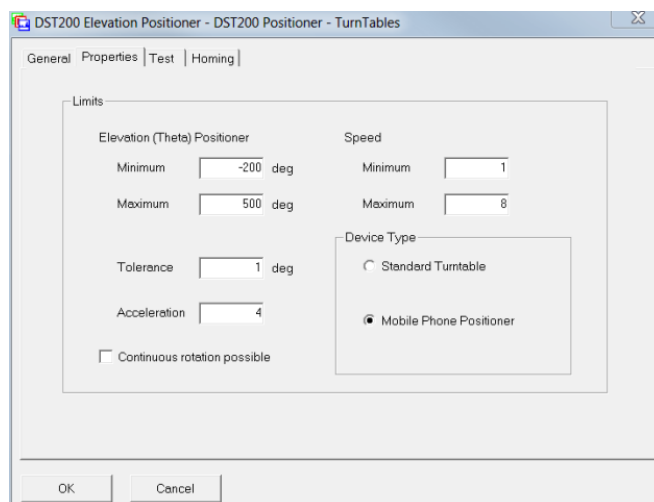 DST200 Elevation Positioner - DST200 Positioner - TurnTables
General Properties Test Homing
Limits
Elevation (Theta) Positioner
Minimum -200 deg
Maximum 500 deg
Tolerance 1 deg
Acceleration 4
Continuous rotation possible
Speed
Minimum 1
Maximum 8
Device Type
Standard Turntable
Mobile Phone Positioner
OK Cancel